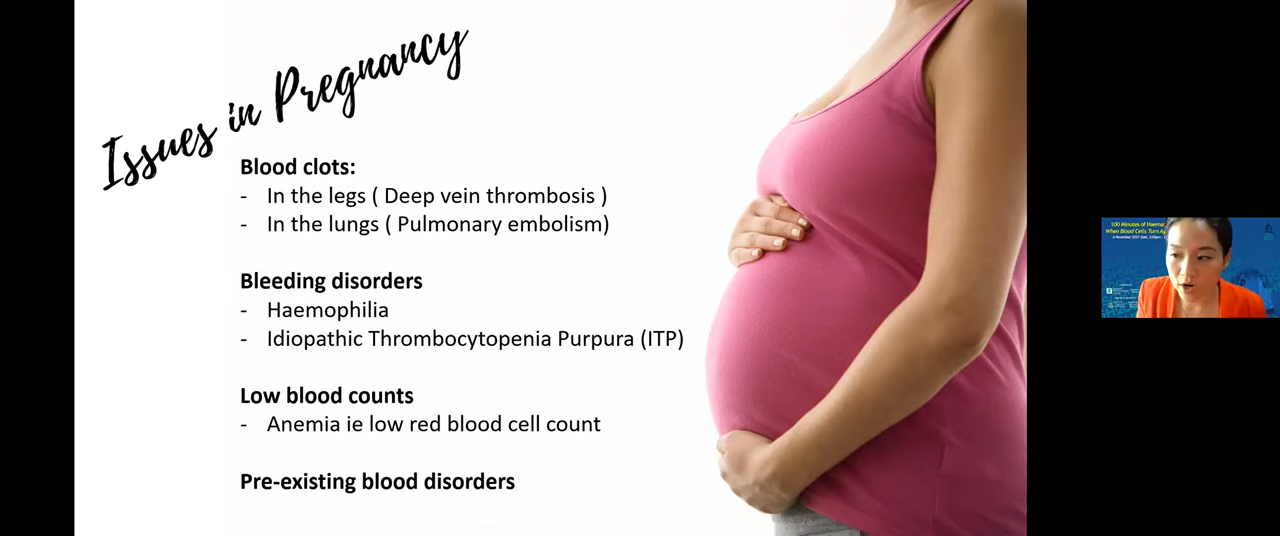 Issues in Pregnancy
Blood clots:
- In the legs ( Deep vein thrombosis )
- In the lungs ( Pulmonary embolism)
Bleeding disorders
- Haemophilia
- Idiopathic Thrombocytopenia Purpura (ITP)
Low blood counts
- Anemia ie low red blood cell count
Pre-existing blood disorders
100 Minutes of
When Blood Cells Turn